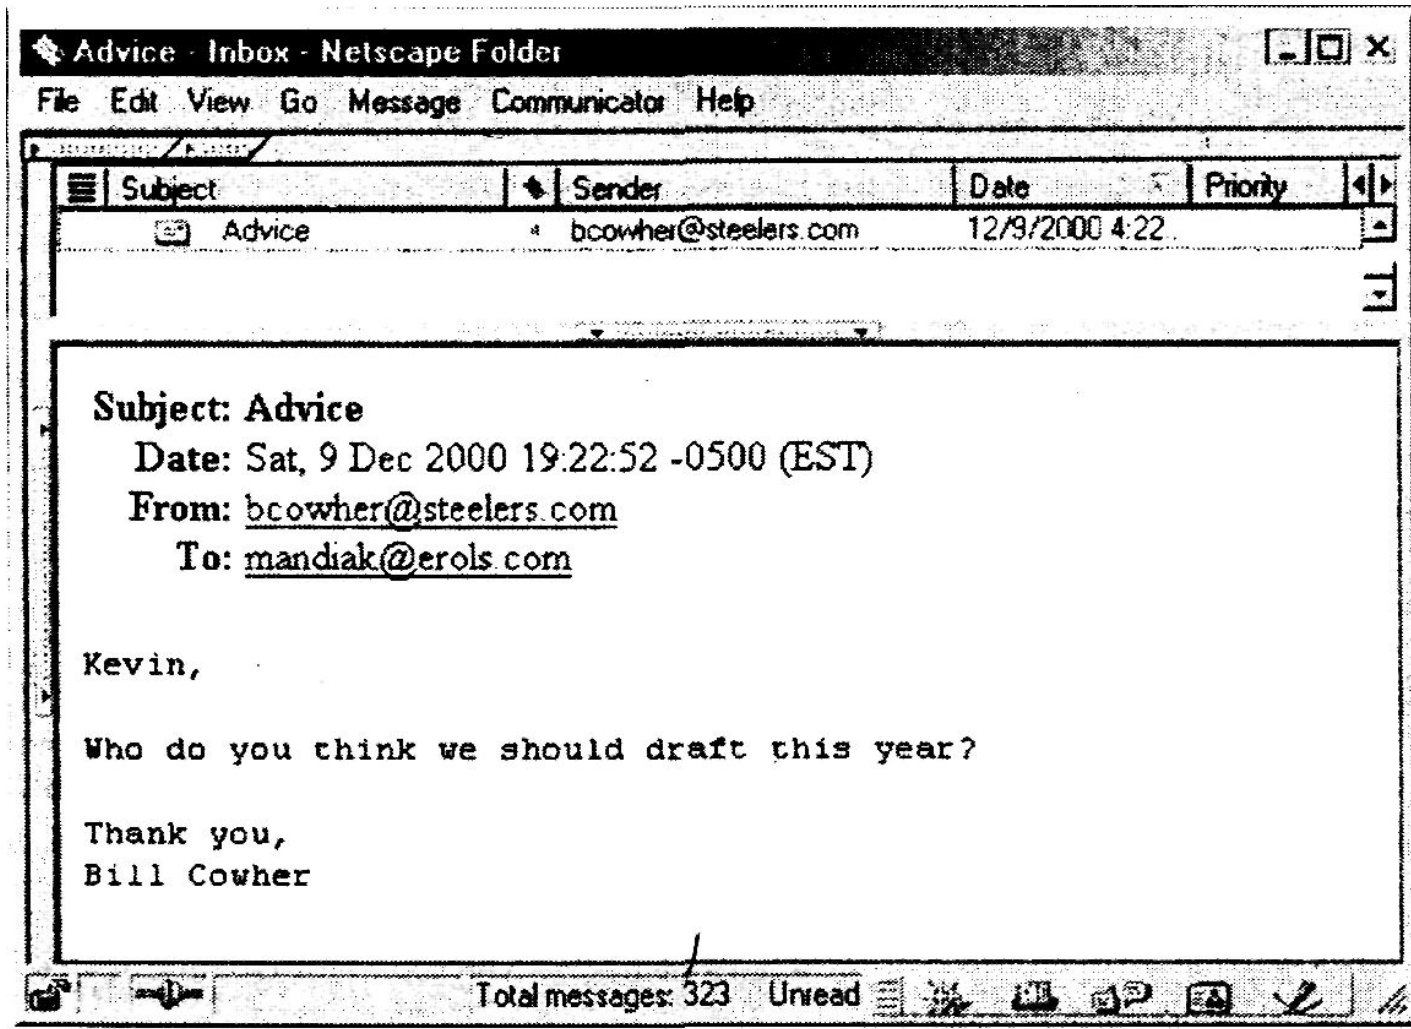 Advice - Inbox - Netscape Folder
File Edit View Go Message Communicator Help
Subject Sender Date Priority
Advice bcowher@steelers.com 12/9/2000 4:22..
Subject: Advice
Date: Sat, 9 Dec 2000 19:22:52 -0500 (EST)
From: bcowher@steelers.com
To: mandiak@erols.com
Kevin,
Who do you think we should draft this year?
Thank you,
Bill Cowher
Total messages: 323 Unread